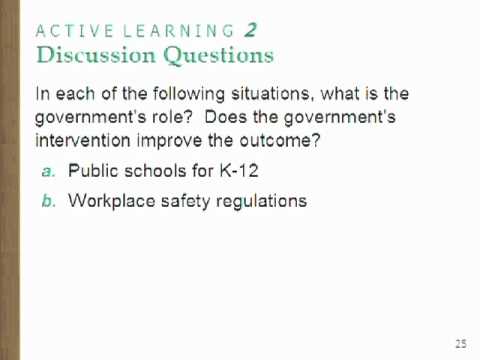 ACTIVE LEARNING 2
Discussion Questions
In each of the following situations, what is the
government's role? Does the government's
intervention improve the outcome?
a. Public schools for K-12
b. Workplace safety regulations
25